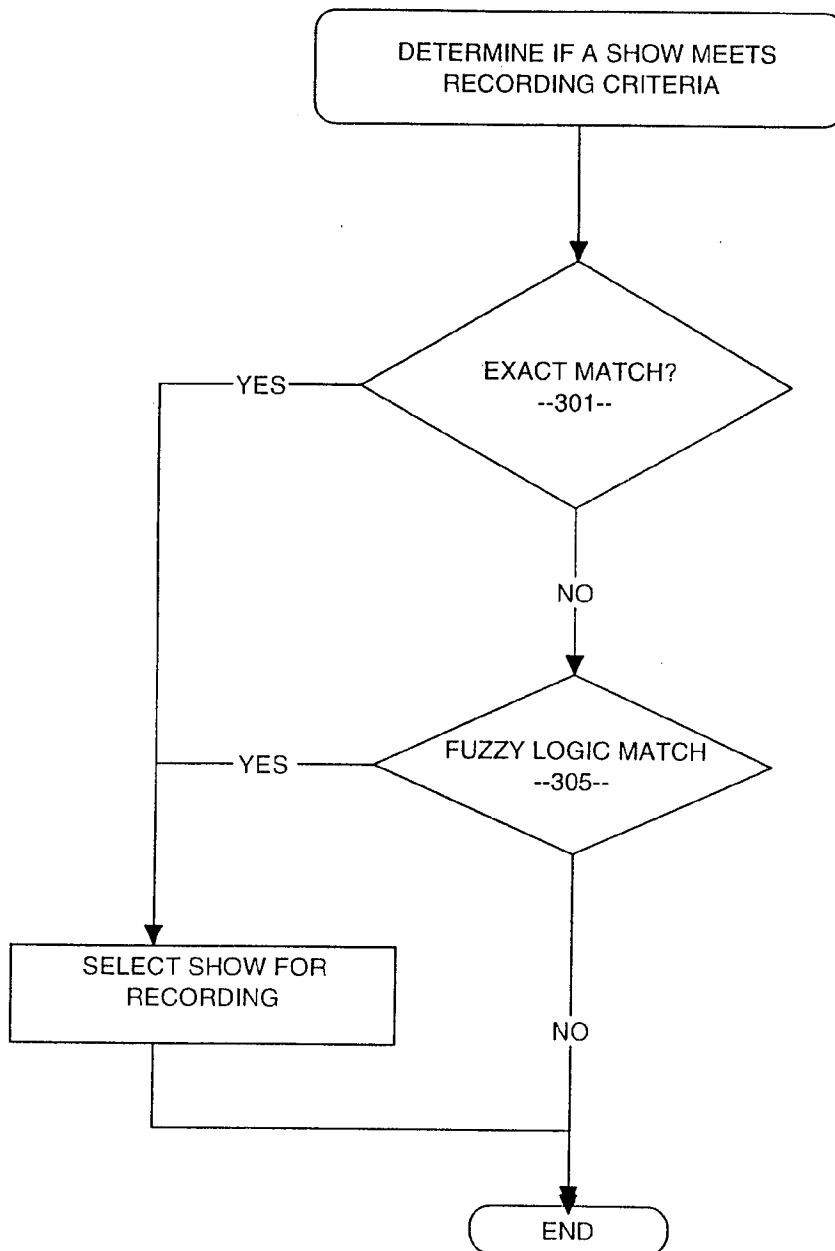 DETERMINE IF A SHOW MEETS
RECORDING CRITERIA
EXACT MATCH?
--301--
YES
NO
FUZZY LOGIC MATCH
--305--
YES
SELECT SHOW FOR
RECORDING
NO
END